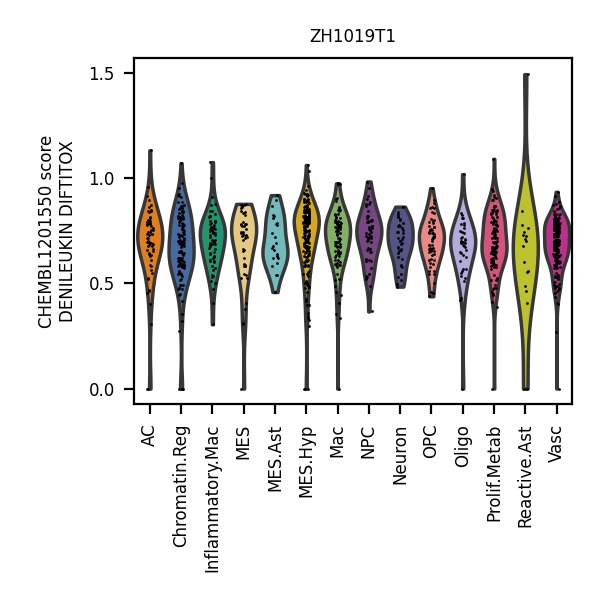 ZH1019T1
CHEMBL1201550 score
DENILEUKIN DIFTITOX
1.5
1.0
0.5
0.0
AC
Chromatin.Reg
Inflammatory.Mac
MES
MES.Ast
MES.Hyp
Mac
NPC
Neuron
OPC
Oligo
Prolif.Metab
Reactive.Ast
Vasc